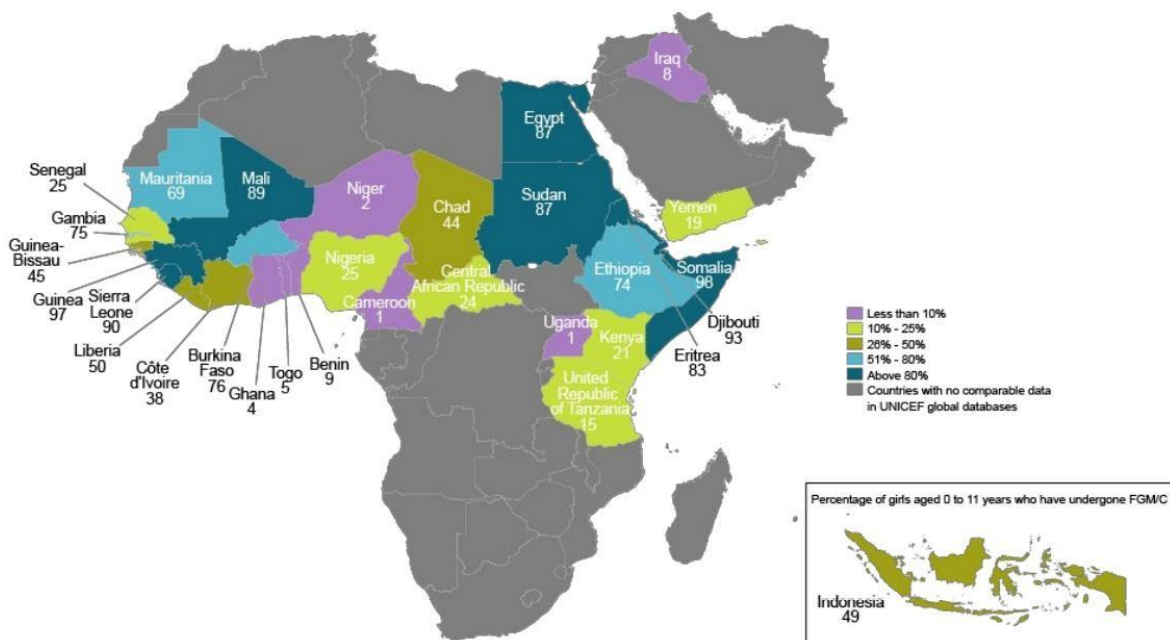 Iraq
8
Egypt
87
Senegal
25
Mauritania
69
Mali
89
Niger
2
Chad
44
Sudan
87
Yemen
19
Gambia
75
Guinea-
Bissau
45
Nigeria
25
Central
African Republic
24
Ethiopia
74
Somalia
98
Guinea
97
Sierra
Leone
90
Cameroon
1
Uganda
1
Kenya
21
Djibouti
93
Eritrea
83
Liberia
50
Côte
d'Ivoire
38
Burkina
Faso
76
Ghana
4
Togo
5
Benin
9
United
Republic
of Tanzania
15
Less than 10%
10% - 25%
26% - 50%
51% - 80%
Above 80%
Countries with no comparable data
in UNICEF global databases
Percentage of girls aged 0 to 11 years who have undergone FGM/C
Indonesia
49